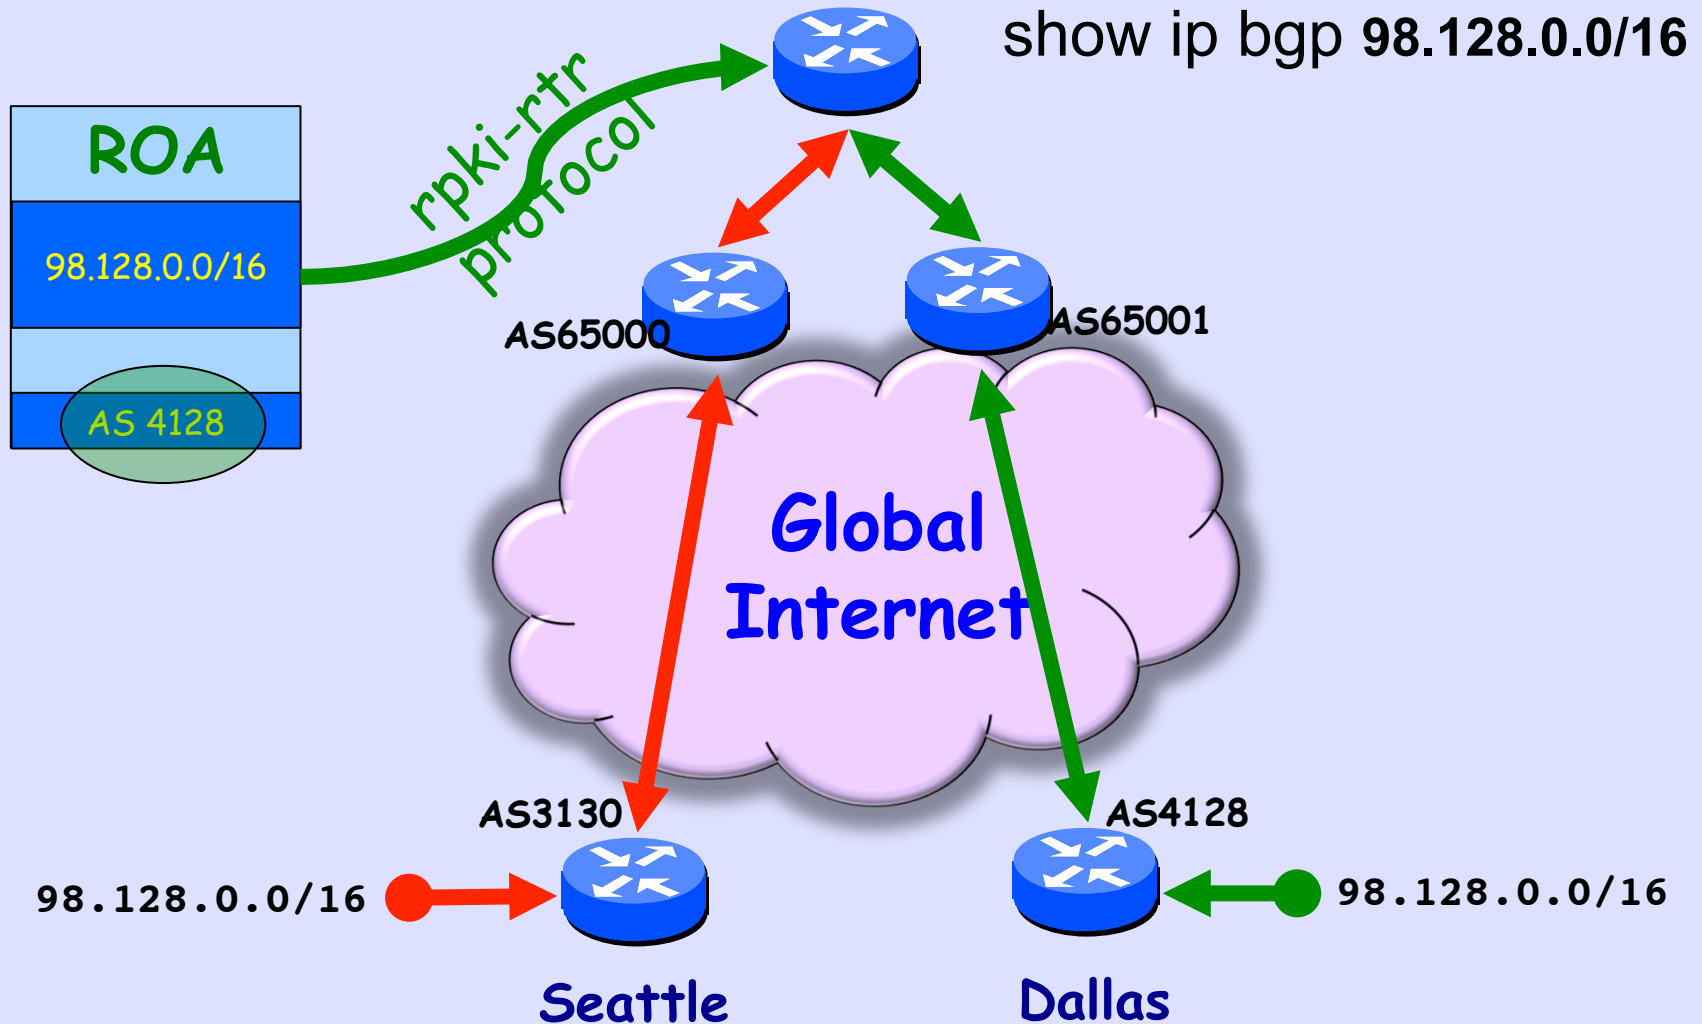 show ip bgp 98.128.0.0/16
ROA
98.128.0.0/16
AS 4128
rpki-rtr
protocol
AS65000
AS65001
Global
Internet
AS3130
AS4128
98.128.0.0/16
98.128.0.0/16
Seattle
Dallas